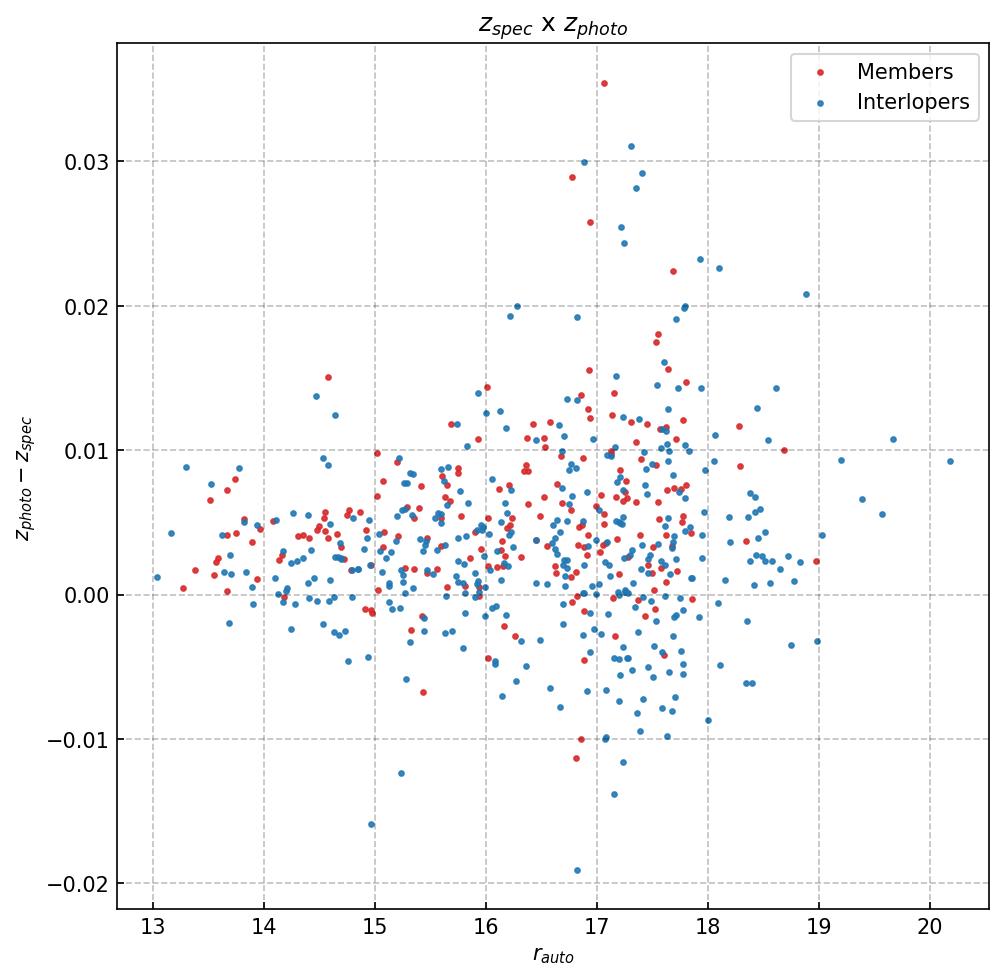 z_spec x z_photo
Members
Interlopers
z_photo − z_spec
0.03
0.02
0.01
0.00
−0.01
−0.02
13 14 15 16 17 18 19 20
r_auto